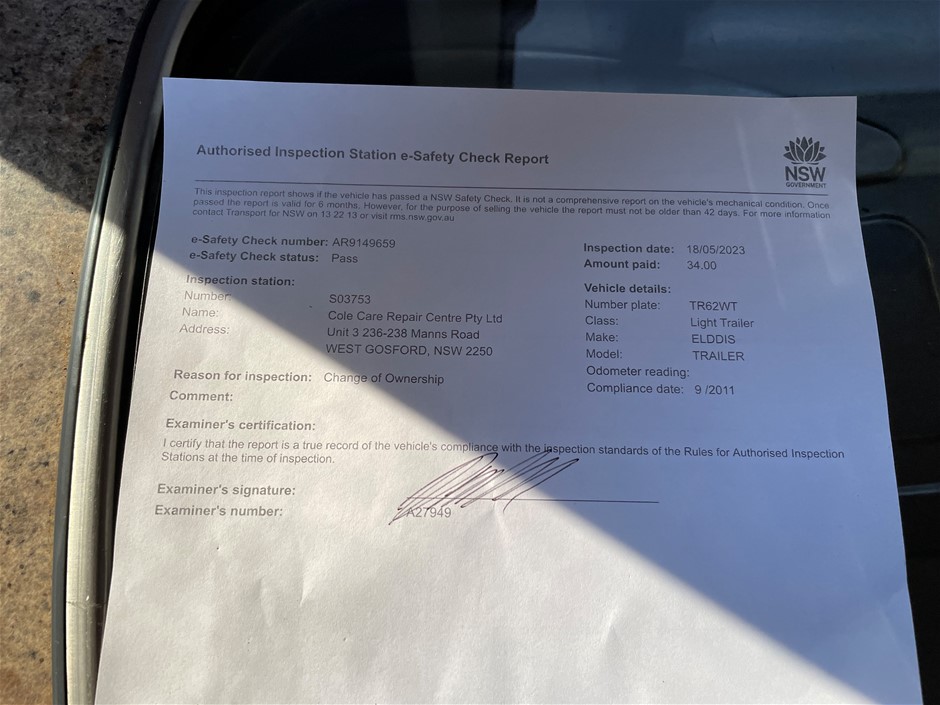 Authorised Inspection Station e-Safety Check Report
NSW
GOVERNMENT
This inspection report shows if the vehicle has passed a NSW Safety Check. It is not a comprehensive report on the vehicle's mechanical condition. Once
passed the report is valid for 6 months. However, for the purpose of selling the vehicle the report must not be older than 42 days. For more information
contact Transport for NSW on 13 22 13 or visit rms.nsw.gov.au
e-Safety Check number: AR9149659
e-Safety Check status: Pass
Inspection station:
Number: S03753
Name: Cole Care Repair Centre Pty Ltd
Address: Unit 3 236-238 Manns Road
WEST GOSFORD, NSW 2250
Reason for inspection: Change of Ownership
Comment:
Inspection date: 18/05/2023
Amount paid: 34.00
Vehicle details:
Number plate: TR62WT
Class: Light Trailer
Make: ELDDIS
Model: TRAILER
Odometer reading:
Compliance date: 9 /2011
Examiner's certification:
I certify that the report is a true record of the vehicle's compliance with the inspection standards of the Rules for Authorised Inspection
Stations at the time of inspection.
Examiner's signature:
Examiner's number: A27949